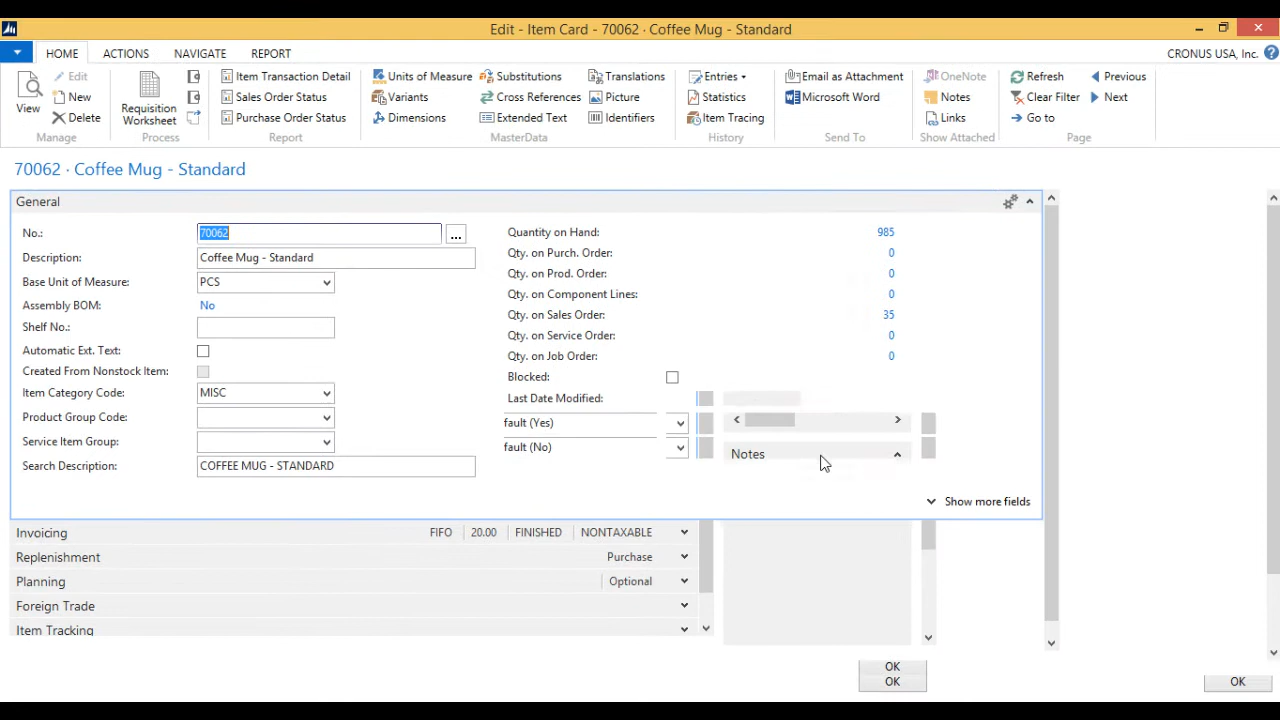 Edit - Item Card - 70062 · Coffee Mug - Standard
HOME ACTIONS NAVIGATE REPORT CRONUS USA, Inc. ?
Edit Item Transaction Detail Units of Measure Substitutions Translations Entries Email as Attachment OneNote Refresh Previous
View New Requisition Worksheet Sales Order Status Variants Cross References Picture Statistics Microsoft Word Notes Clear Filter Next
Delete Purchase Order Status Dimensions Extended Text Identifiers Item Tracing Links Go to
Manage Process Report MasterData History Send To Show Attached Page
70062 · Coffee Mug - Standard
General
No.: 70062 ... Quantity on Hand: 985
Description: Coffee Mug - Standard Qty. on Purch. Order: 0
Base Unit of Measure: PCS Qty. on Prod. Order: 0
Assembly BOM: No Qty. on Component Lines: 0
Shelf No.: Qty. on Sales Order: 35
Automatic Ext. Text: Qty. on Service Order: 0
Created From Nonstock Item: Qty. on Job Order: 0
Item Category Code: MISC Blocked:
Last Date Modified:
Product Group Code: fault (Yes)
Service Item Group: fault (No) Notes
Search Description: COFFEE MUG - STANDARD
Show more fields
Invoicing FIFO 20.00 FINISHED NONTAXABLE
Replenishment Purchase
Planning Optional
Foreign Trade
Item Tracking
OK
OK OK